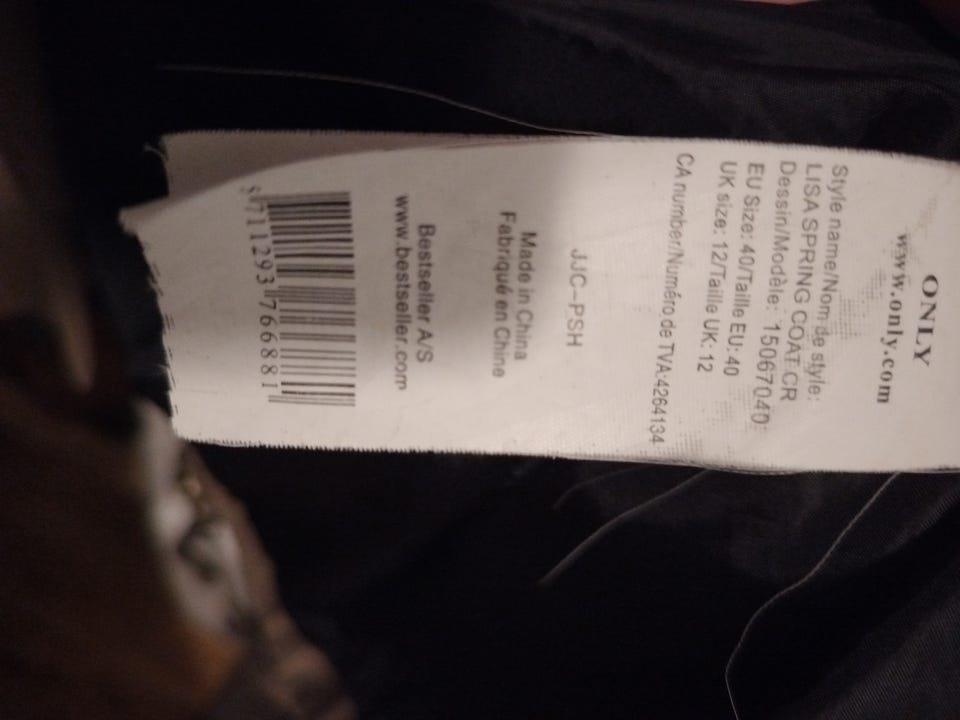 ONLY
www.only.com
Style name/Nom de style:
LISA SPRING COAT CR
Dessin/Modèle: 15067040
EU Size: 40/Taille EU: 40
UK size: 12/Taille UK: 12
CA number/Numéro de TVA:4264134
JJC-PSH
Made in China
Fabriqué en Chine
Bestseller A/S
www.bestseller.com
5711293766881